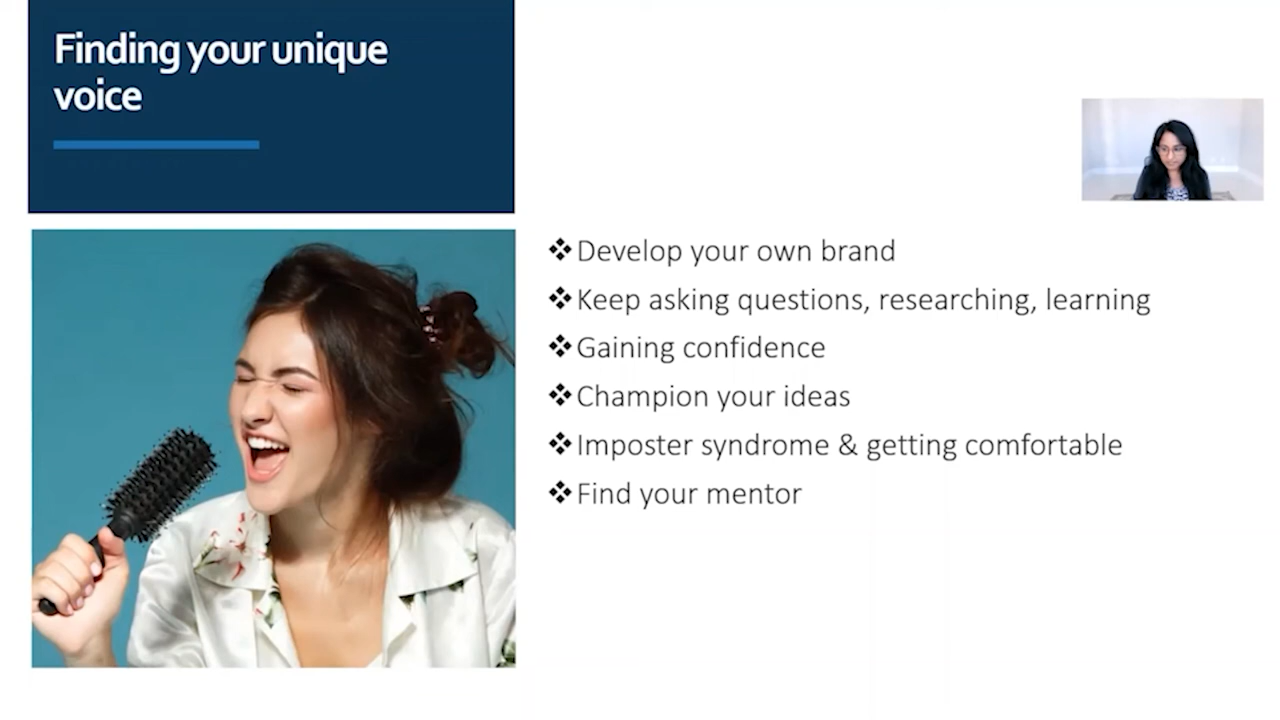 Finding your unique
voice
❖Develop your own brand
❖Keep asking questions, researching, learning
❖Gaining confidence
❖Champion your ideas
❖Imposter syndrome & getting comfortable
❖Find your mentor